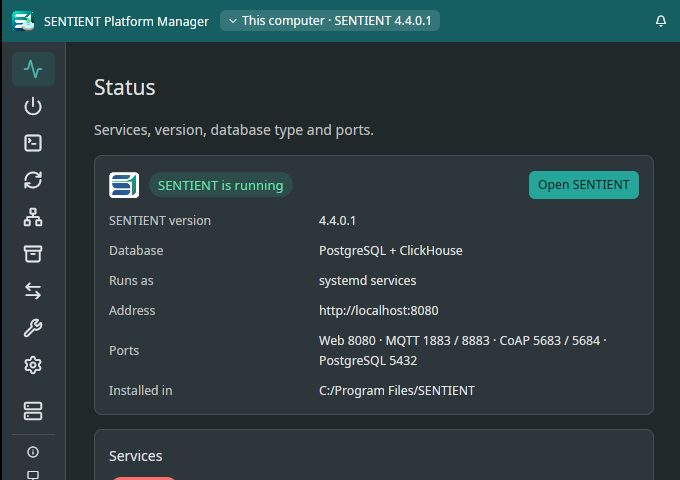 SENTIENT Platform Manager
This computer · SENTIENT 4.4.0.1
Status
Services, version, database type and ports.
SENTIENT is running
Open SENTIENT
SENTIENT version 4.4.0.1
Database PostgreSQL + ClickHouse
Runs as systemd services
Address http://localhost:8080
Ports Web 8080 · MQTT 1883 / 8883 · CoAP 5683 / 5684 ·
PostgreSQL 5432
Installed in C:/Program Files/SENTIENT
Services